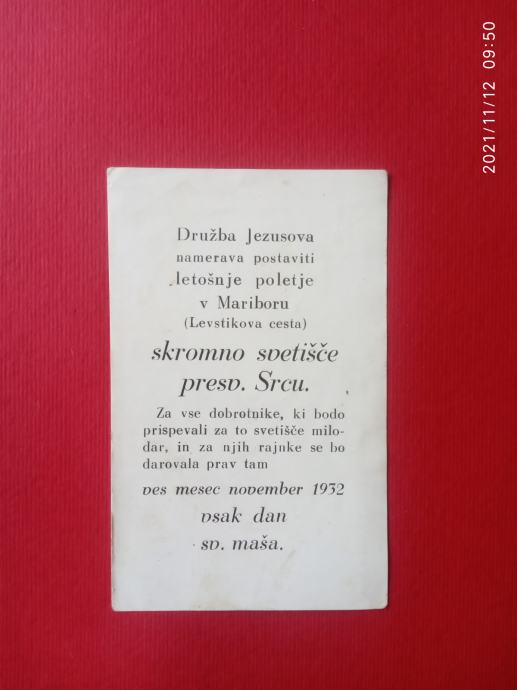 Družba Jezusova
namerava postaviti
letošnje poletje
v Mariboru
(Levstikova cesta)
skromno svetišče
presv. Srcu.
Za vse dobrotnike, ki bodo
prispevali za to svetišče milo-
dar, in za njih rajnke se bo
darovala prav tam
ves mesec november 1932
vsak dan
sv. maša.
2021/11/12 09:50